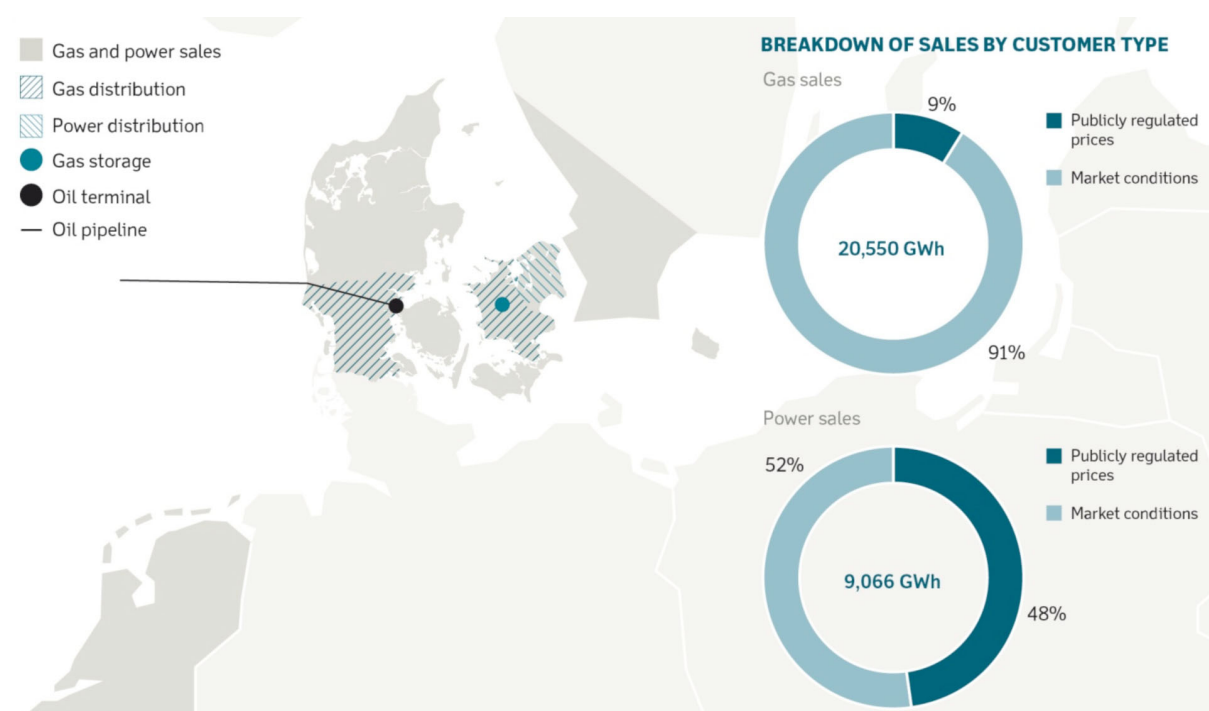 Gas and power sales
Gas distribution
Power distribution
Gas storage
Oil terminal
Oil pipeline
BREAKDOWN OF SALES BY CUSTOMER TYPE
Gas sales
9%
Publicly regulated
prices
Market conditions
20,550 GWh
91%
Power sales
52%
Publicly regulated
prices
Market conditions
9,066 GWh
48%